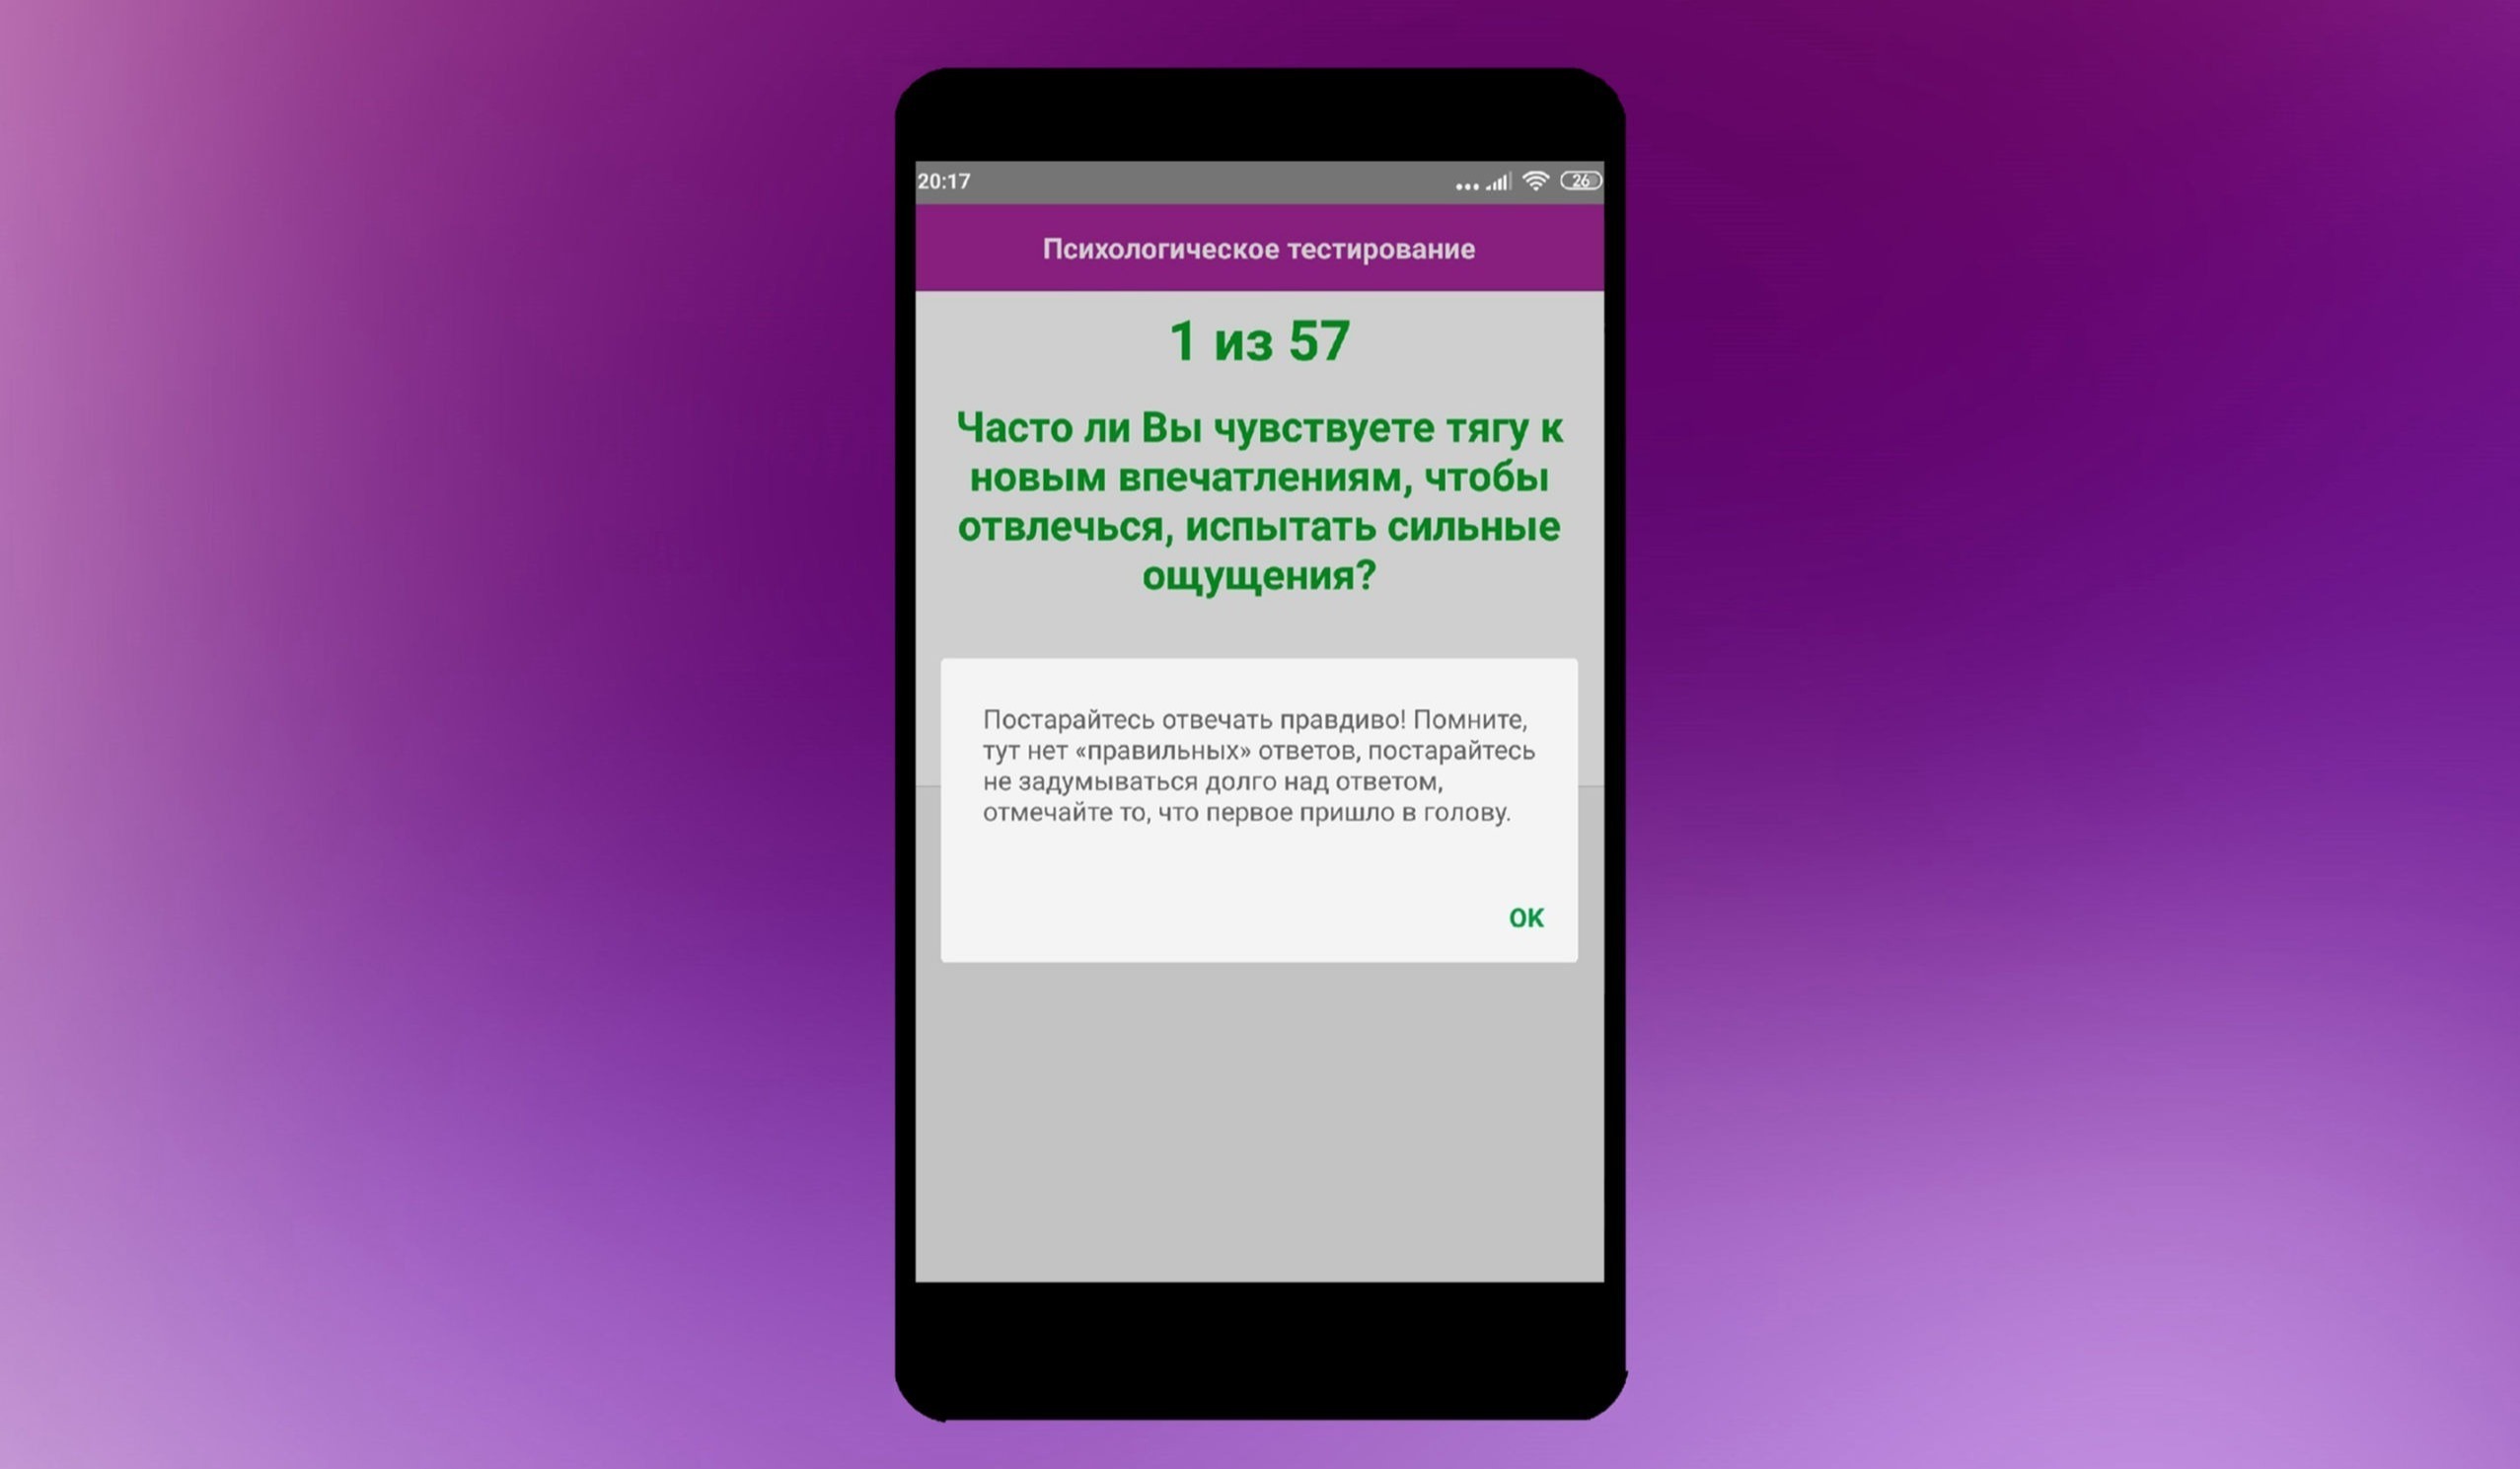 20:17
26
Психологическое тестирование
1 из 57
Часто ли Вы чувствуете тягу к
новым впечатлениям, чтобы
отвлечься, испытать сильные
ощущения?
Постарайтесь отвечать правдиво! Помните,
тут нет «правильных» ответов, постарайтесь
не задумываться долго над ответом,
отмечайте то, что первое пришло в голову.
OK